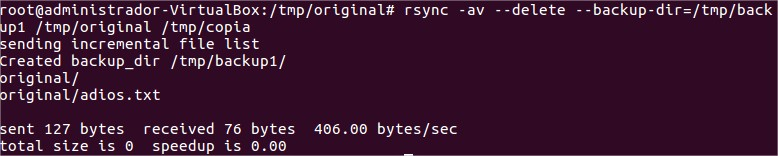 root@administrador-VirtualBox:/tmp/original# rsync -av --delete --backup-dir=/tmp/back
up1 /tmp/original /tmp/copia
sending incremental file list
Created backup_dir /tmp/backup1/
original/
original/adios.txt

sent 127 bytes  received 76 bytes  406.00 bytes/sec
total size is 0  speedup is 0.00